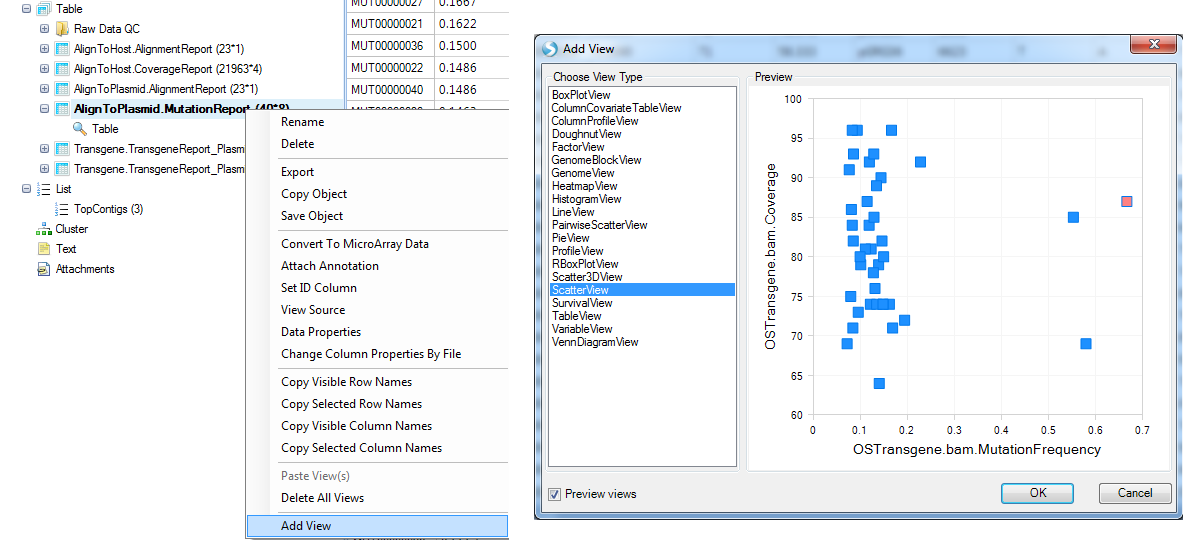 Table
Raw Data QC
AlignToHost.AlignmentReport (23*1)
AlignToHost.CoverageReport (21963*4)
AlignToPlasmid.AlignmentReport (23*1)
AlignToPlasmid.MutationReport (40*8)
Table
Transgene.TransgeneReport_Plasmi
Transgene.TransgeneReport_Plasmi
List
TopContigs (3)
Cluster
Text
Attachments
MUT00000027 0.1667
MUT00000021 0.1622
MUT00000036 0.1500
MUT00000022 0.1486
MUT00000040 0.1486
Rename
Delete
Export
Copy Object
Save Object
Convert To MicroArray Data
Attach Annotation
Set ID Column
View Source
Data Properties
Change Column Properties By File
Copy Visible Row Names
Copy Selected Row Names
Copy Visible Column Names
Copy Selected Column Names
Paste View(s)
Delete All Views
Add View
Add View
Choose View Type
BoxPlotView
ColumnCovariateTableView
ColumnProfileView
DoughnutView
FactorView
GenomeBlockView
GenomeView
HeatmapView
HistogramView
LineView
PairwiseScatterView
PieView
ProfileView
RBoxPlotView
Scatter3DView
ScatterView
SurvivalView
TableView
VariableView
VennDiagramView
Preview
OSTransgene.bam.Coverage
100
95
90
85
80
75
70
65
60
0 0.1 0.2 0.3 0.4 0.5 0.6 0.7
OSTransgene.bam.MutationFrequency
Preview views
OK
Cancel